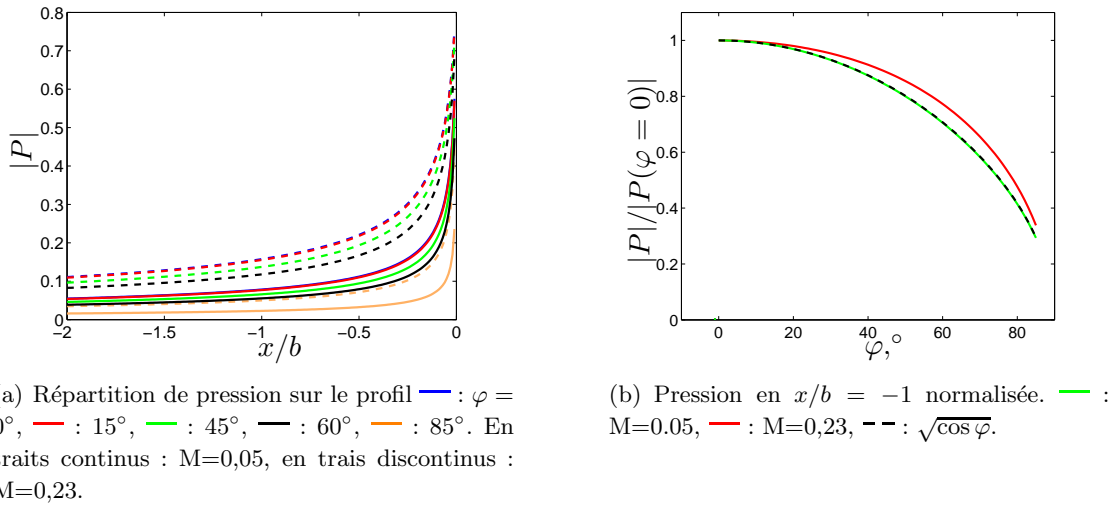 0.8
0.7
0.6
0.5
0.4
0.3
0.2
0.1
0
|P|
−2 −1.5 −1 −0.5 0
x/b
1
0.8
0.6
0.4
0.2
0
|P|/|P(φ = 0)|
0 20 40 60 80
φ,°
(a) Répartition de pression sur le profil — : φ =
0°, — : 15°, — : 45°, — : 60°, — : 85°. En
traits continus : M=0,05, en trais discontinus :
M=0,23.
(b) Pression en x/b = −1 normalisée. — :
M=0.05, — : M=0,23, – – : √cos φ.